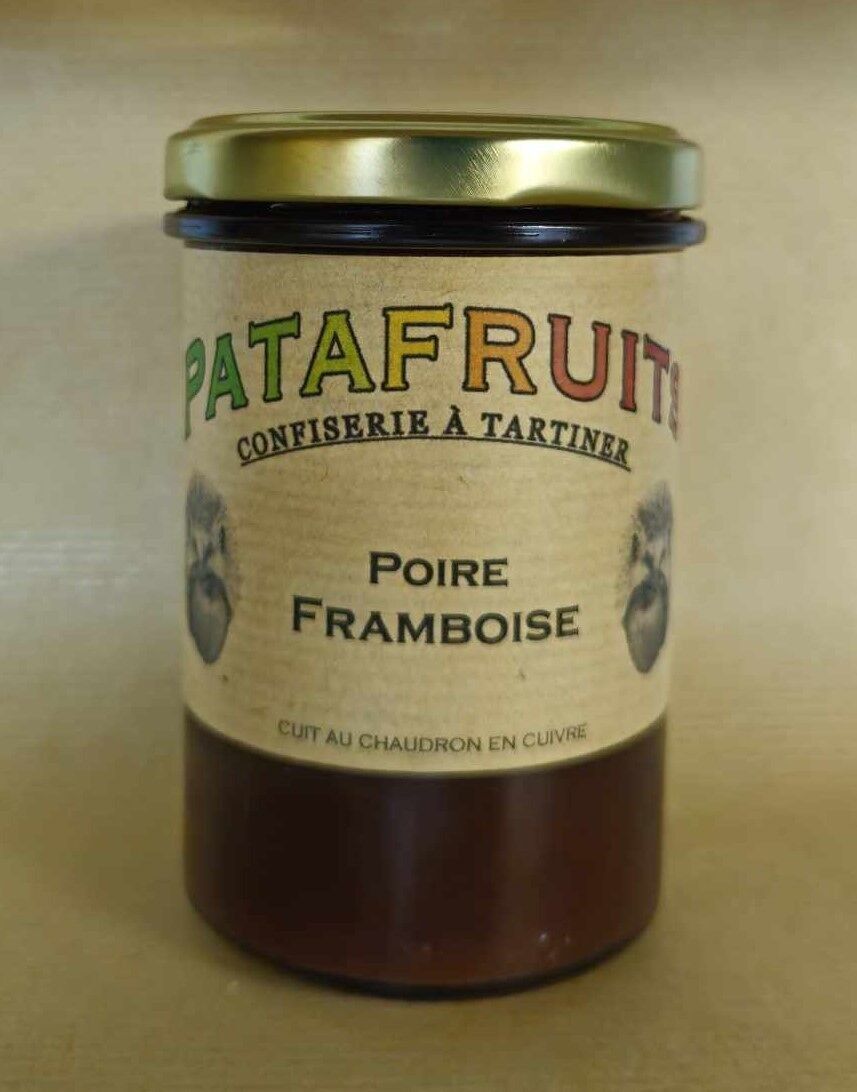 PATAFRUITS
CONFISERIE À TARTINER
POIRE
FRAMBOISE
CUIT AU CHAUDRON EN CUIVRE